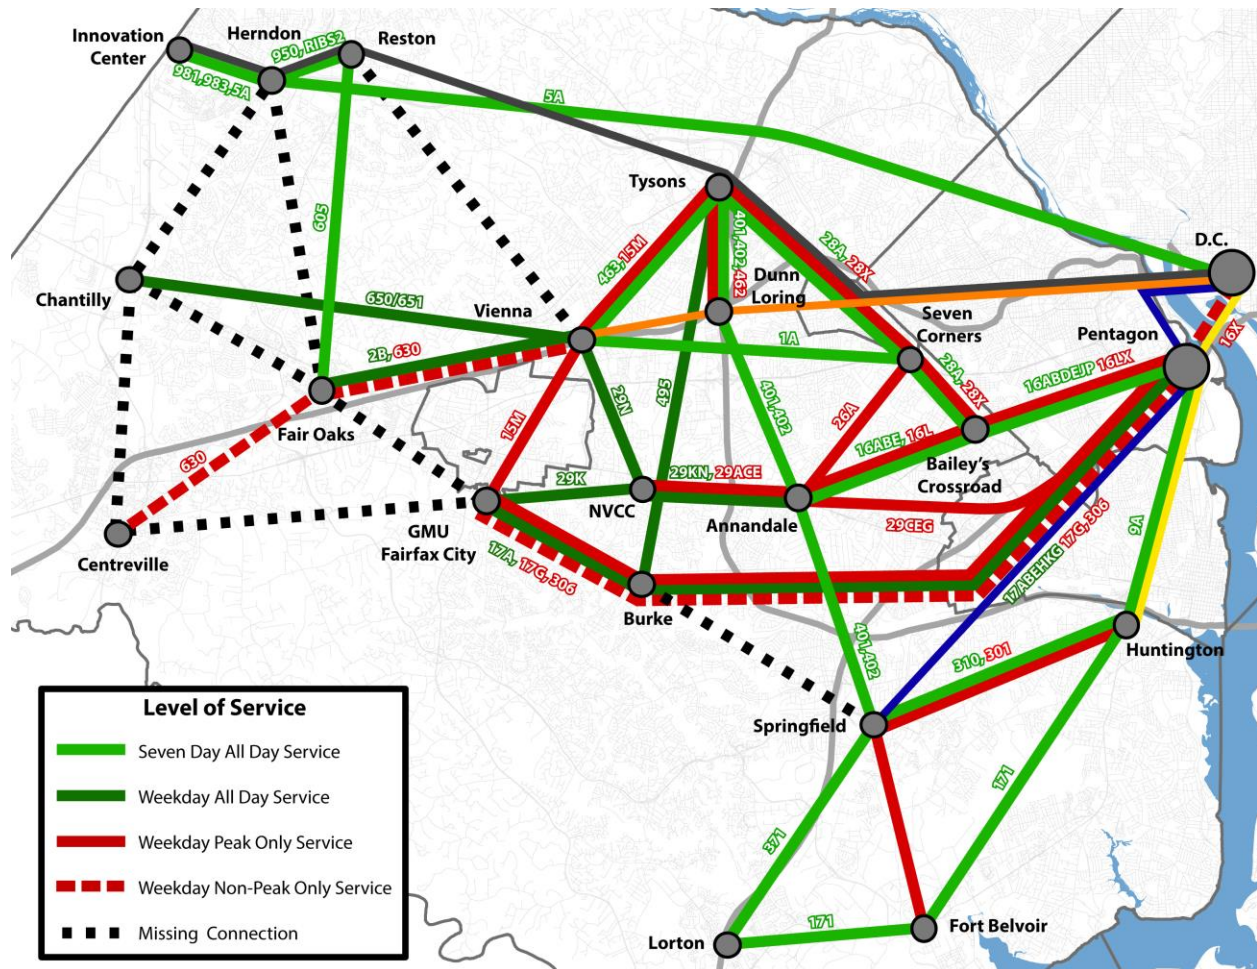 Innovation
Center
Herndon
950, RIBS2
Reston
981,983,5A
5A
605
Tysons
463,15M
401,402,462
28A, 28X
D.C.
Chantilly
650/651
Vienna
Dunn
Loring
Seven
Corners
Pentagon
16X
1A
2B, 630
28A, 28X
16ABDEJP 16LX
Fair Oaks
29N
495
401,402
26A
15M
16ABE, 16L
Bailey's
Crossroad
630
29K
29KN, 29ACE
GMU
Fairfax City
NVCC
Annandale
29CEG
9A
Centreville
17A, 17G, 306
17ABEHKG 17G, 306
Burke
401,402
310, 301
Huntington
Springfield
171
371
171
Lorton
Fort Belvoir
Level of Service
Seven Day All Day Service
Weekday All Day Service
Weekday Peak Only Service
Weekday Non-Peak Only Service
Missing Connection